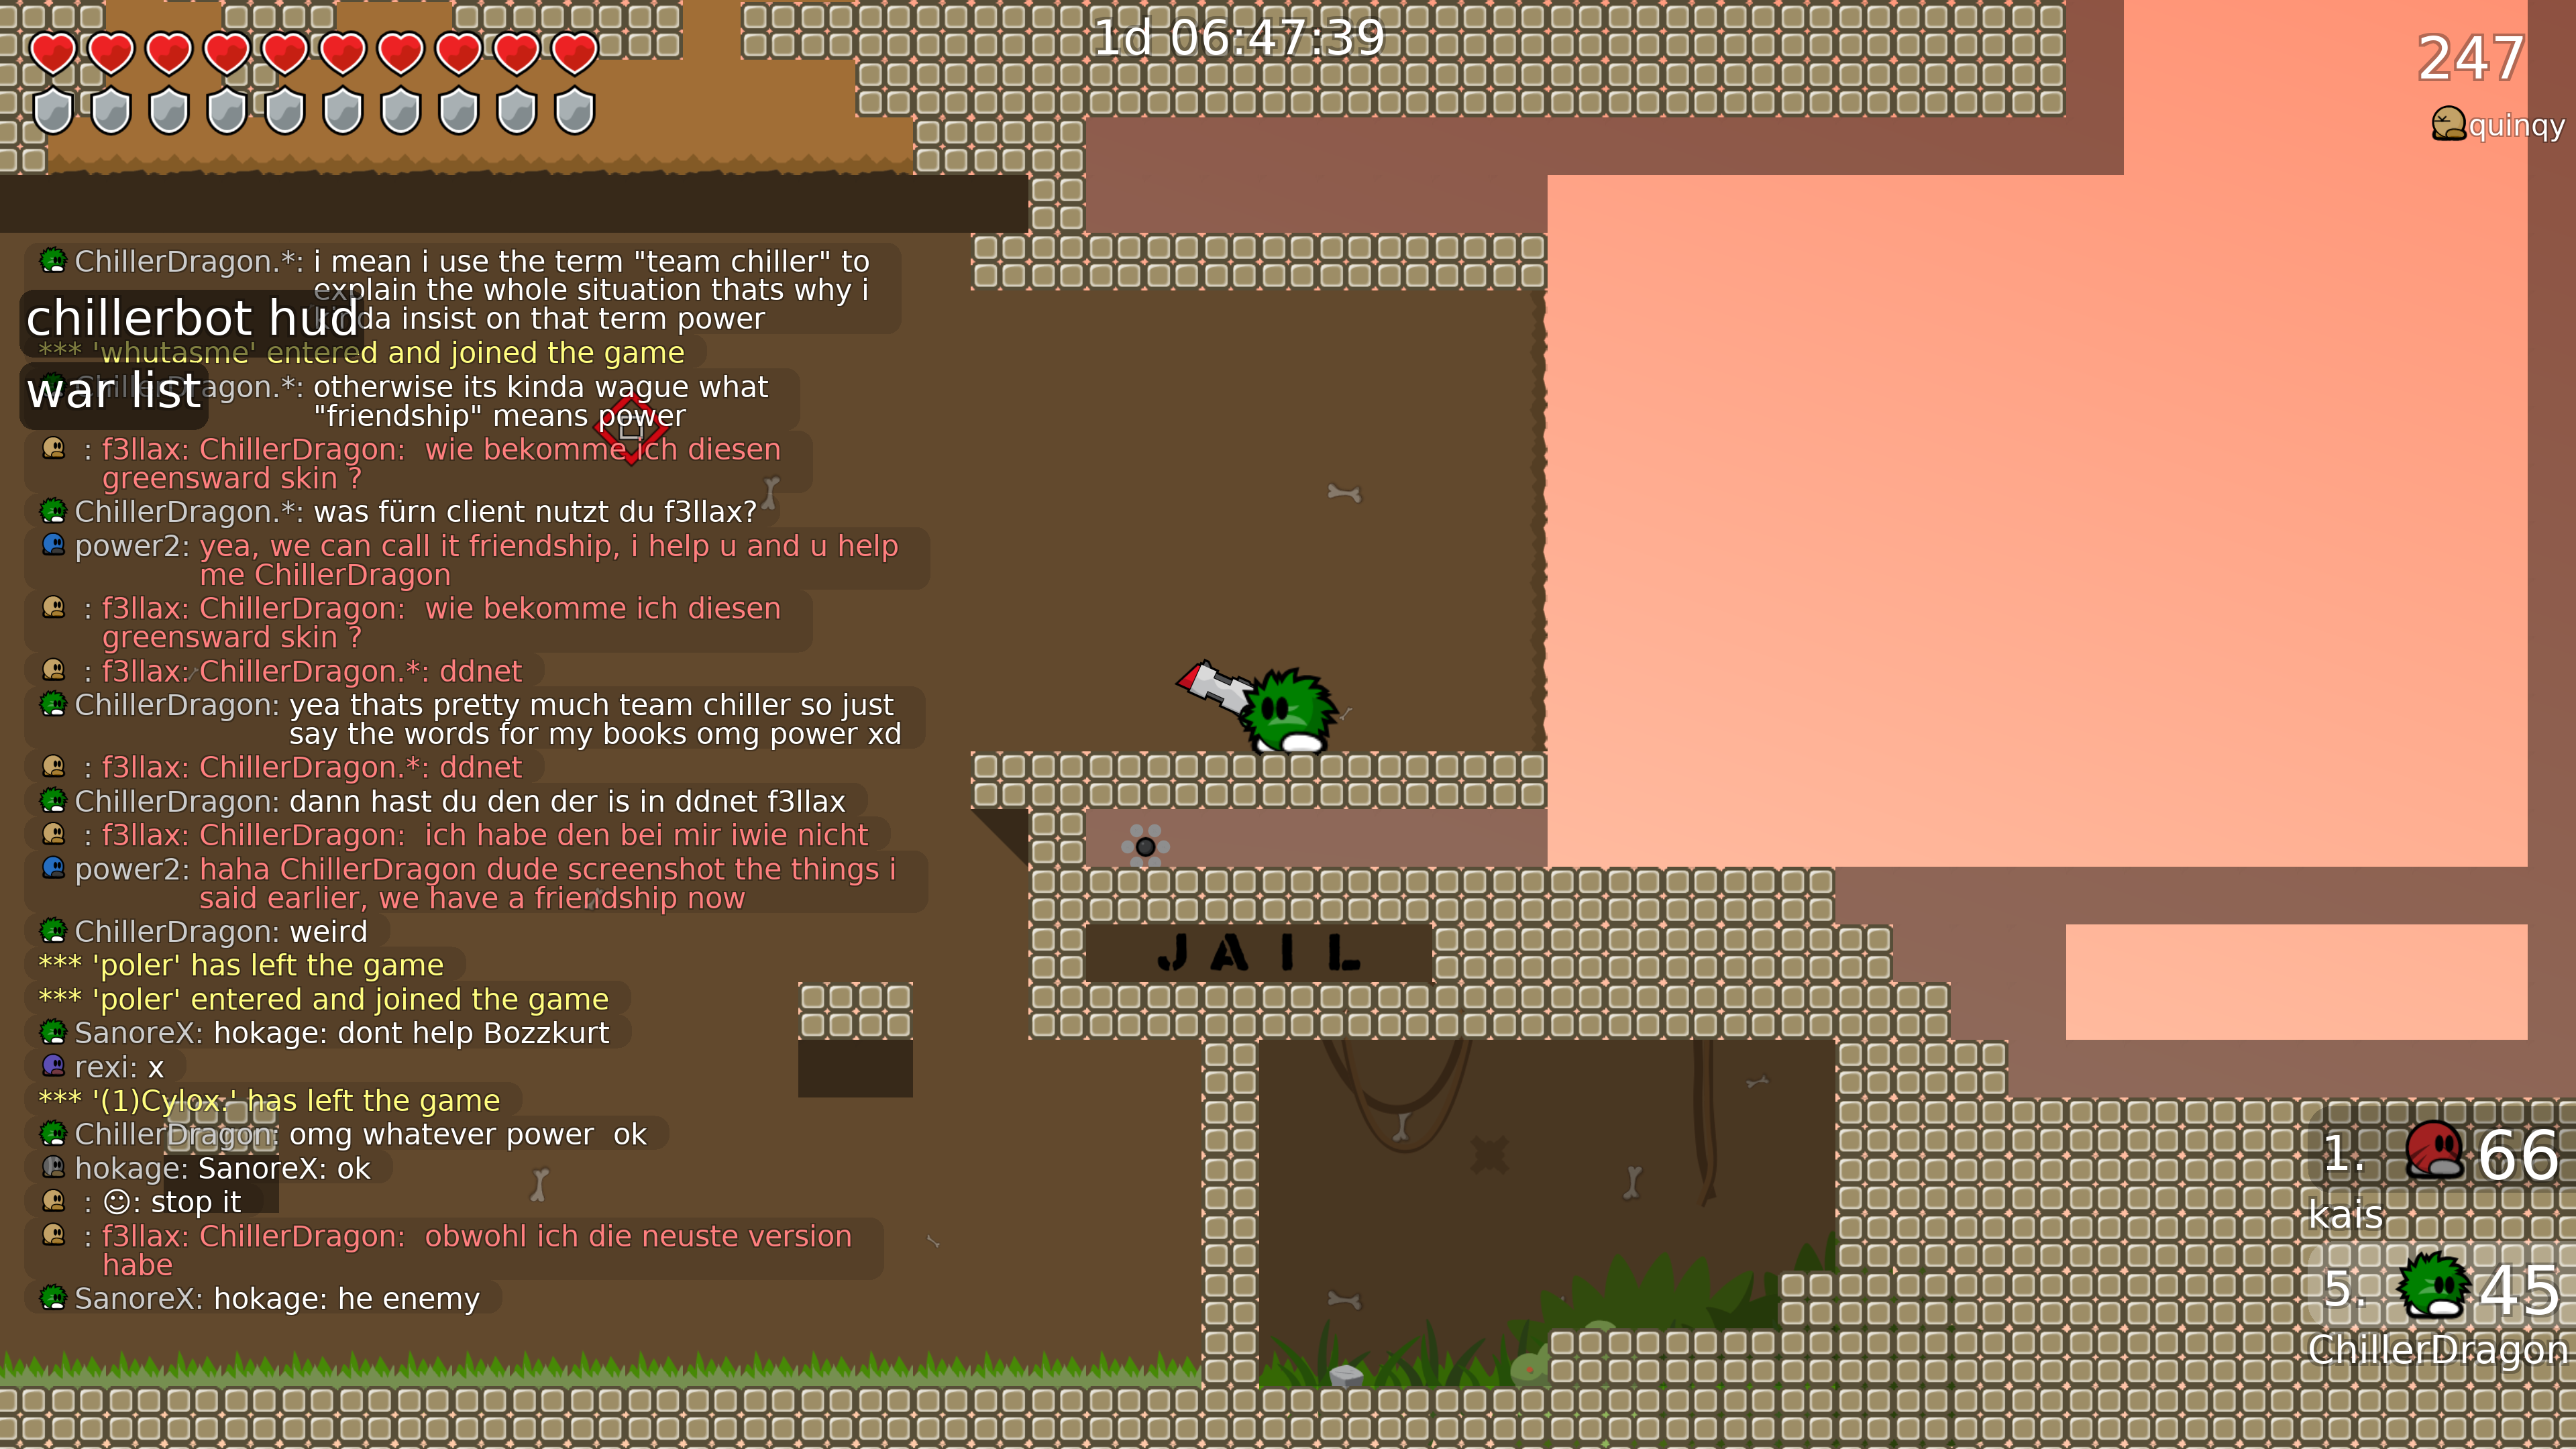 1d 06:47:39
247
quinqy
ChillerDragon.*: i mean i use the term "team chiller" to
explain the whole situation thats why i
kinda insist on that term power
chillerbot hud
*** 'whutasme' entered and joined the game
war list
ChillerDragon.*: otherwise its kinda wague what
"friendship" means power
: f3llax: ChillerDragon:  wie bekomme ich diesen
greensward skin ?
ChillerDragon.*: was fürn client nutzt du f3llax?
power2: yea, we can call it friendship, i help u and u help
me ChillerDragon
: f3llax: ChillerDragon:  wie bekomme ich diesen
greensward skin ?
: f3llax: ChillerDragon.*: ddnet
ChillerDragon: yea thats pretty much team chiller so just
say the words for my books omg power xd
: f3llax: ChillerDragon.*: ddnet
ChillerDragon: dann hast du den der is in ddnet f3llax
: f3llax: ChillerDragon:  ich habe den bei mir iwie nicht
power2: haha ChillerDragon dude screenshot the things i
said earlier, we have a friendship now
ChillerDragon: weird
*** 'poler' has left the game
*** 'poler' entered and joined the game
SanoreX: hokage: dont help Bozzkurt
rexi: x
*** '(1)Cylox.' has left the game
ChillerDragon: omg whatever power  ok
hokage: SanoreX: ok
: ☺: stop it
: f3llax: ChillerDragon:  obwohl ich die neuste version
habe
SanoreX: hokage: he enemy
JAIL
1. 66
kais
5. 45
ChillerDragon